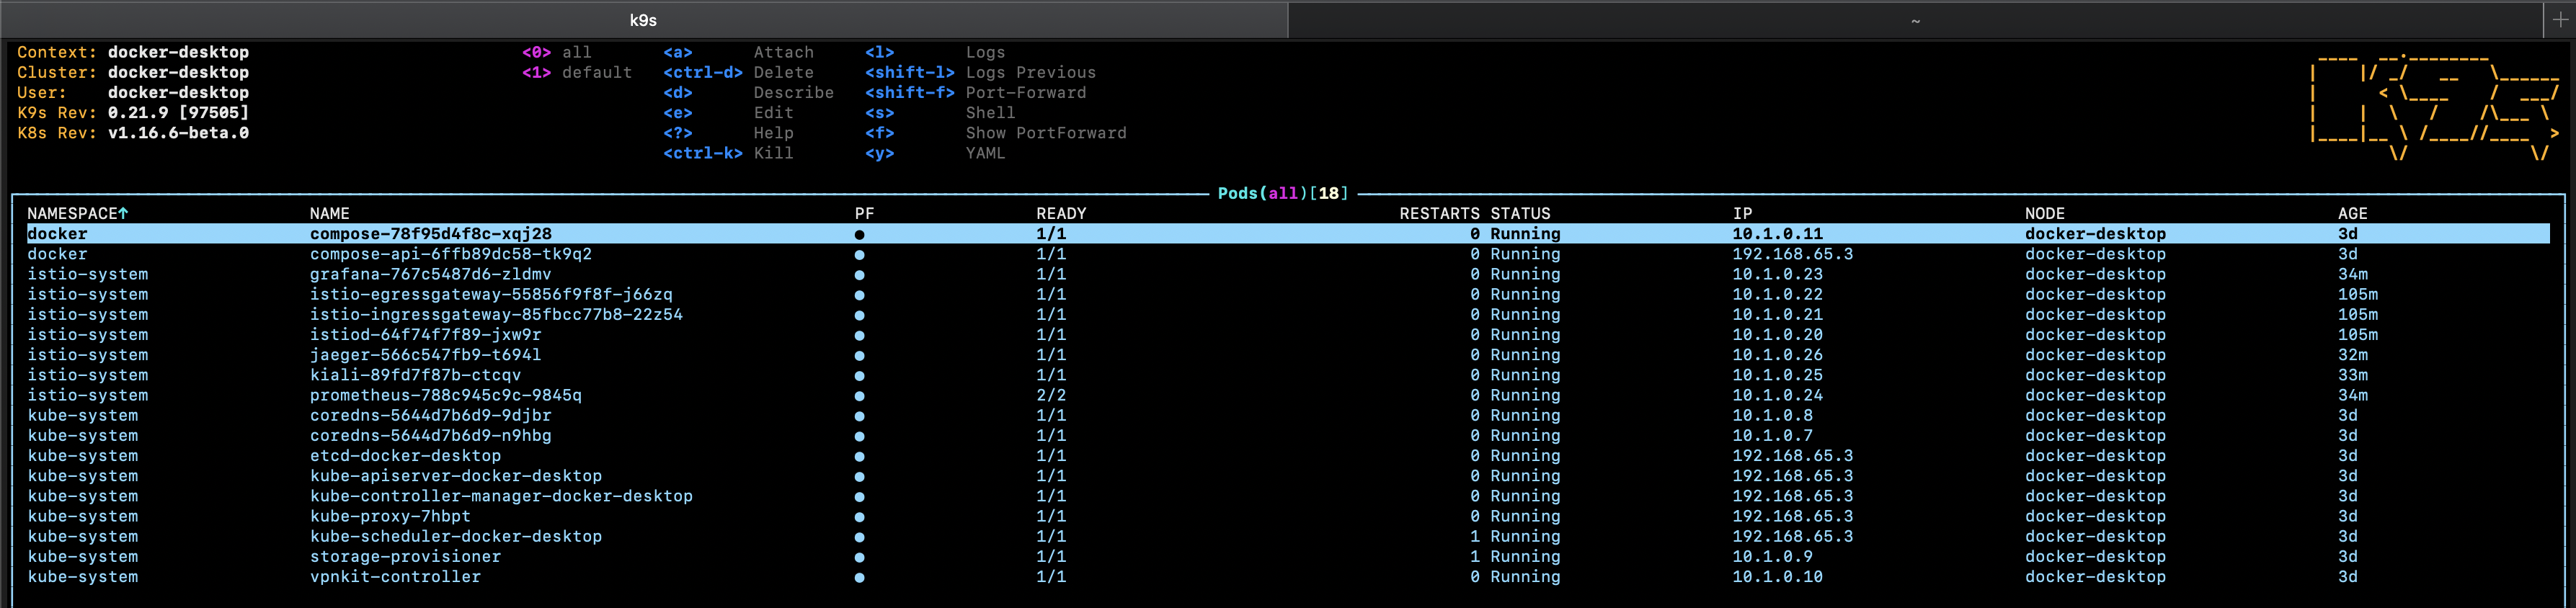 k9s ~ +
Context: docker-desktop <0> all <a> Attach <l> Logs
Cluster: docker-desktop <1> default <ctrl-d> Delete <shift-l> Logs Previous
User: docker-desktop <d> Describe <shift-f> Port-Forward
K9s Rev: 0.21.9 [97505] <e> Edit <s> Shell
K8s Rev: v1.16.6-beta.0 <?> Help <f> Show PortForward
<ctrl-k> Kill <y> YAML
K9s
Pods(all)[18]
NAMESPACE↑ NAME PF READY RESTARTS STATUS IP NODE AGE
docker compose-78f95d4f8c-xqj28 ● 1/1 0 Running 10.1.0.11 docker-desktop 3d
docker compose-api-6ffb89dc58-tk9q2 ● 1/1 0 Running 192.168.65.3 docker-desktop 3d
istio-system grafana-767c5487d6-zldmv ● 1/1 0 Running 10.1.0.23 docker-desktop 34m
istio-system istio-egressgateway-55856f9f8f-j66zq ● 1/1 0 Running 10.1.0.22 docker-desktop 105m
istio-system istio-ingressgateway-85fbcc77b8-22z54 ● 1/1 0 Running 10.1.0.21 docker-desktop 105m
istio-system istiod-64f74f7f89-jxw9r ● 1/1 0 Running 10.1.0.20 docker-desktop 105m
istio-system jaeger-566c547fb9-t694l ● 1/1 0 Running 10.1.0.26 docker-desktop 32m
istio-system kiali-89fd7f87b-ctcqv ● 1/1 0 Running 10.1.0.25 docker-desktop 33m
istio-system prometheus-788c945c9c-9845q ● 2/2 0 Running 10.1.0.24 docker-desktop 34m
kube-system coredns-5644d7b6d9-9djbr ● 1/1 0 Running 10.1.0.8 docker-desktop 3d
kube-system coredns-5644d7b6d9-n9hbg ● 1/1 0 Running 10.1.0.7 docker-desktop 3d
kube-system etcd-docker-desktop ● 1/1 0 Running 192.168.65.3 docker-desktop 3d
kube-system kube-apiserver-docker-desktop ● 1/1 0 Running 192.168.65.3 docker-desktop 3d
kube-system kube-controller-manager-docker-desktop ● 1/1 0 Running 192.168.65.3 docker-desktop 3d
kube-system kube-proxy-7hbpt ● 1/1 0 Running 192.168.65.3 docker-desktop 3d
kube-system kube-scheduler-docker-desktop ● 1/1 1 Running 192.168.65.3 docker-desktop 3d
kube-system storage-provisioner ● 1/1 1 Running 10.1.0.9 docker-desktop 3d
kube-system vpnkit-controller ● 1/1 0 Running 10.1.0.10 docker-desktop 3d